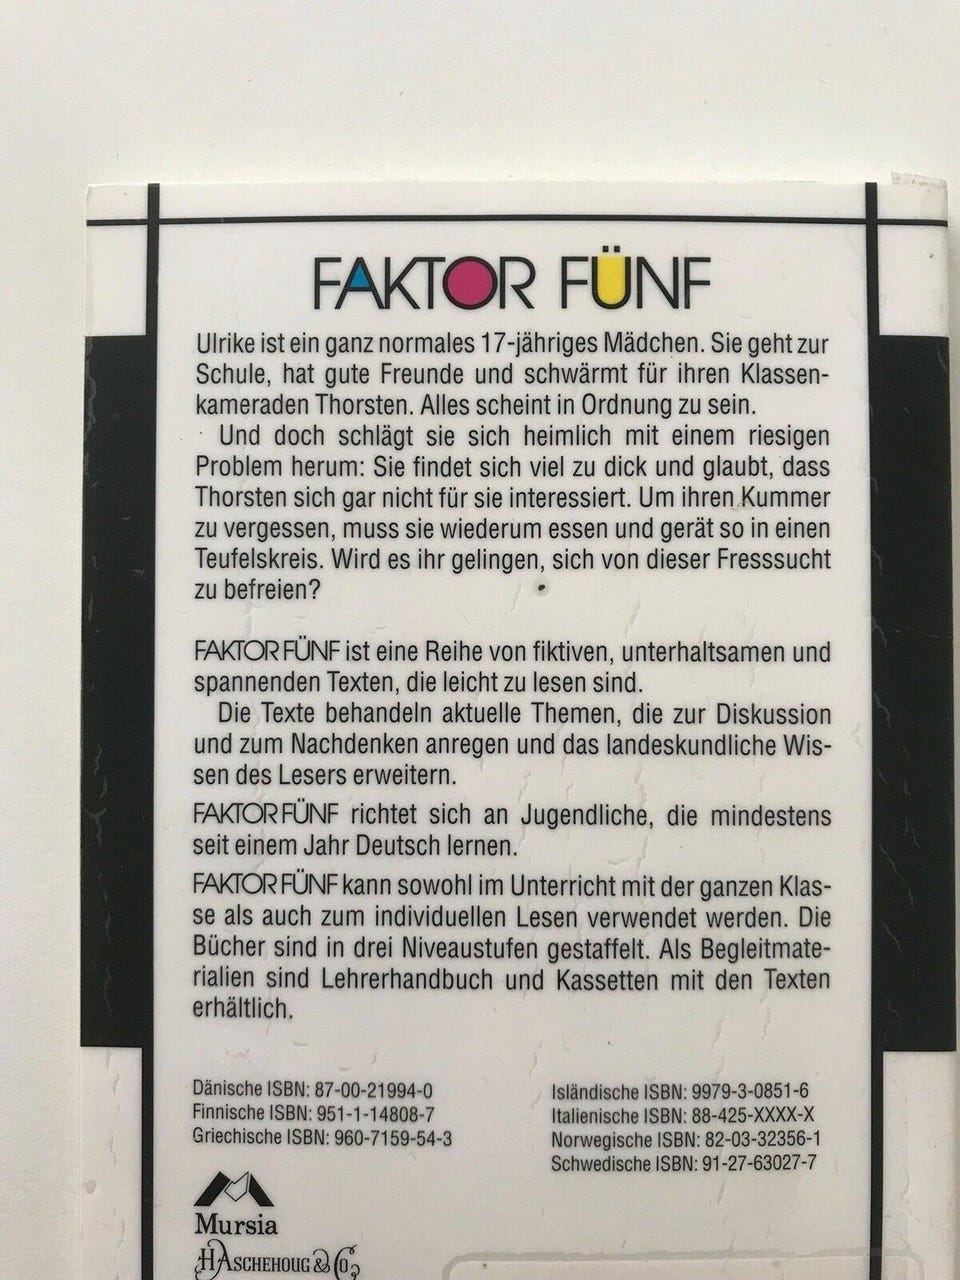 FAKTOR FÜNF
Ulrike ist ein ganz normales 17-jähriges Mädchen. Sie geht zur
Schule, hat gute Freunde und schwärmt für ihren Klassen-
kameraden Thorsten. Alles scheint in Ordnung zu sein.
Und doch schlägt sie sich heimlich mit einem riesigen
Problem herum: Sie findet sich viel zu dick und glaubt, dass
Thorsten sich gar nicht für sie interessiert. Um ihren Kummer
zu vergessen, muss sie wiederum essen und gerät so in einen
Teufelskreis. Wird es ihr gelingen, sich von dieser Fresssucht
zu befreien?
FAKTOR FÜNF ist eine Reihe von fiktiven, unterhaltsamen und
spannenden Texten, die leicht zu lesen sind.
Die Texte behandeln aktuelle Themen, die zur Diskussion
und zum Nachdenken anregen und das landeskundliche Wis-
sen des Lesers erweitern.
FAKTOR FÜNF richtet sich an Jugendliche, die mindestens
seit einem Jahr Deutsch lernen.
FAKTOR FÜNF kann sowohl im Unterricht mit der ganzen Klas-
se als auch zum individuellen Lesen verwendet werden. Die
Bücher sind in drei Niveaustufen gestaffelt. Als Begleitmate-
rialien sind Lehrerhandbuch und Kassetten mit den Texten
erhältlich.
Dänische ISBN: 87-00-21994-0
Finnische ISBN: 951-1-14808-7
Griechische ISBN: 960-7159-54-3
Isländische ISBN: 9979-3-0851-6
Italienische ISBN: 88-425-XXXX-X
Norwegische ISBN: 82-03-32356-1
Schwedische ISBN: 91-27-63027-7
Mursia
H. ASCHEHOUG & Co.